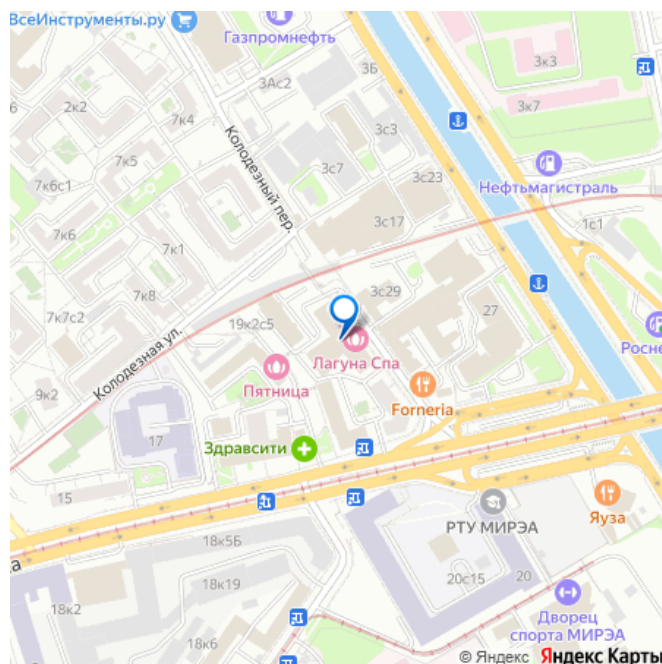 ВсеИнструменты.ру
Газпромнефть
3Ас2
3Б
3к3
3к7
2к2
7к4
Колодезный пер.
3с3
7к5
3с7
3с23
Нефтьмагистраль
7к6с1
7к6
3с17
1с1
7к1
7к8
3с29
7к7с2
19к2с5
27
Роснe
Колодезная ул.
Лагуна Спа
Пятница
9к2
Forneria
17
Здравсити
15
РТУ МИРЭА
Яуза
18к5Б
а
18к19
20с15
20
18к2
Дворец
спорта МИРЭА
18к6
© Яндекс Яндекс Карты